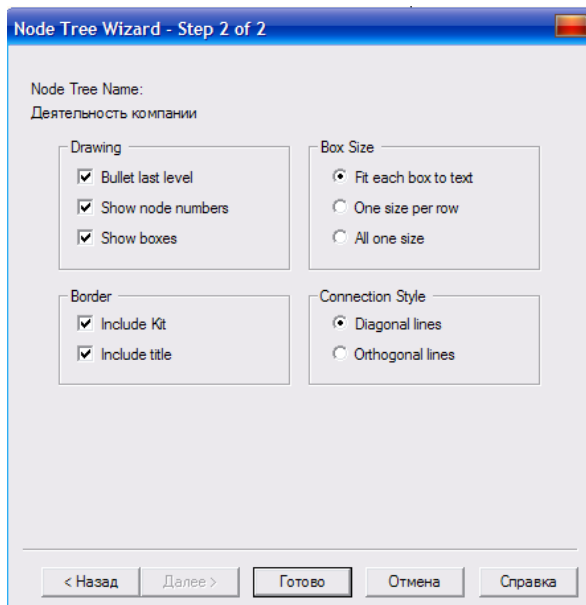 Node Tree Wizard - Step 2 of 2
Node Tree Name:
Деятельность компании
Drawing
Bullet last level
Show node numbers
Show boxes
Box Size
Fit each box to text
One size per row
All one size
Border
Include Kit
Include title
Connection Style
Diagonal lines
Orthogonal lines
< Назад
Далее >
Готово
Отмена
Справка